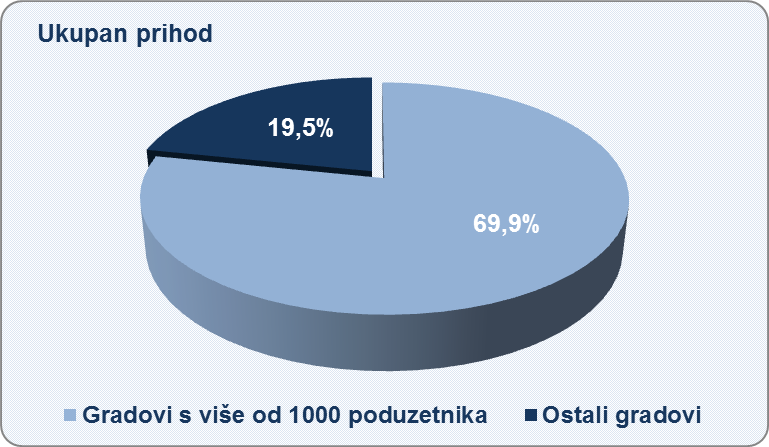 Ukupan prihod
19,5%
69,9%
Gradovi s više od 1000 poduzetnika
Ostali gradovi